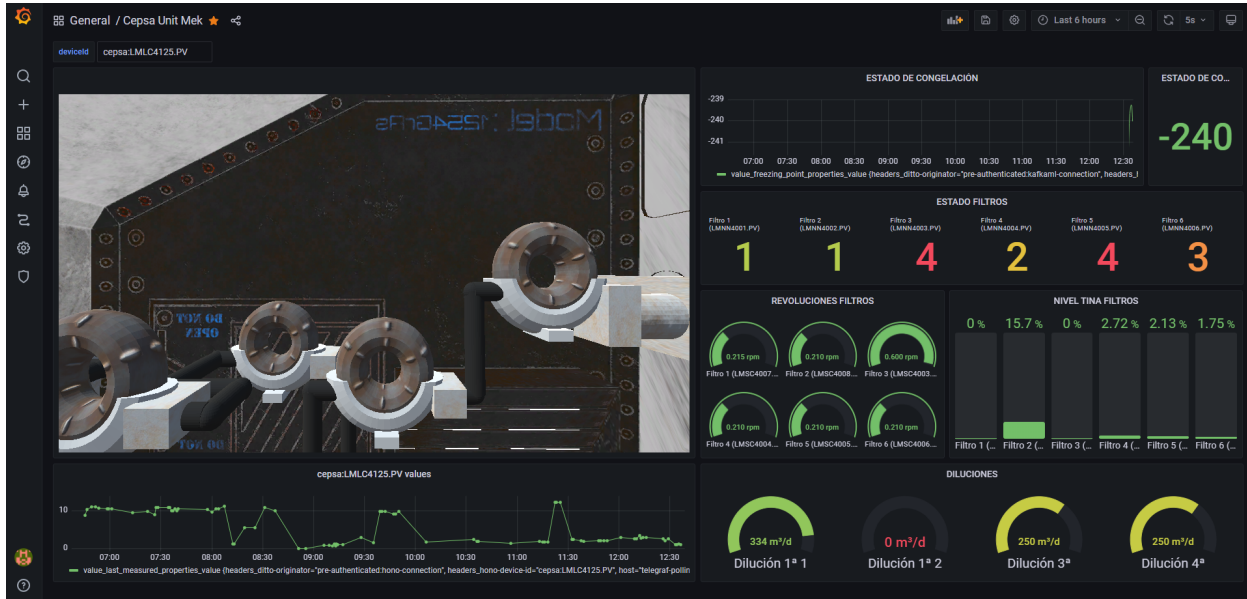 General / Cepsa Unit Mek
Last 6 hours
5s
deviceId cepsa:LMLC4125.PV
Model : 1254Gmas
DO NOT
OPEN
DO NOT
ESTADO DE CONGELACIÓN
-239
-240
-241
07:00 07:30 08:00 08:30 09:00 09:30 10:00 10:30 11:00 11:30 12:00 12:30
value_freezing_point_properties_value {headers_ditto-originator="pre-authenticated:kafkaml-connection", headers_l
ESTADO DE CO...
-240
ESTADO FILTROS
Filtro 1 Filtro 2 Filtro 3 Filtro 4 Filtro 5 Filtro 6
(LMNN4001.PV) (LMNN4002.PV) (LMNN4003.PV) (LMNN4004.PV) (LMNN4005.PV) (LMNN4006.PV)
1 1 4 2 4 3
REVOLUCIONES FILTROS
0.215 rpm 0.210 rpm 0.600 rpm
Filtro 1 (LMSC4007.... Filtro 2 (LMSC4008.... Filtro 3 (LMSC4003....
0.210 rpm 0.210 rpm 0.210 rpm
Filtro 4 (LMSC4004.... Filtro 5 (LMSC4005.... Filtro 6 (LMSC4006....
NIVEL TINA FILTROS
0 % 15.7 % 0 % 2.72 % 2.13 % 1.75 %
Filtro 1 (... Filtro 2 (... Filtro 3 (... Filtro 4 (... Filtro 5 (... Filtro 6 (...
cepsa:LMLC4125.PV values
10
0
07:00 07:30 08:00 08:30 09:00 09:30 10:00 10:30 11:00 11:30 12:00 12:30
value_last_measured_properties_value {headers_ditto-originator="pre-authenticated:hono-connection", headers_hono-device-id="cepsa:LMLC4125.PV", host="telegraf-pollin
DILUCIONES
334 m³/d 0 m³/d 250 m³/d 250 m³/d
Dilución 1ª 1 Dilución 1ª 2 Dilución 3ª Dilución 4ª